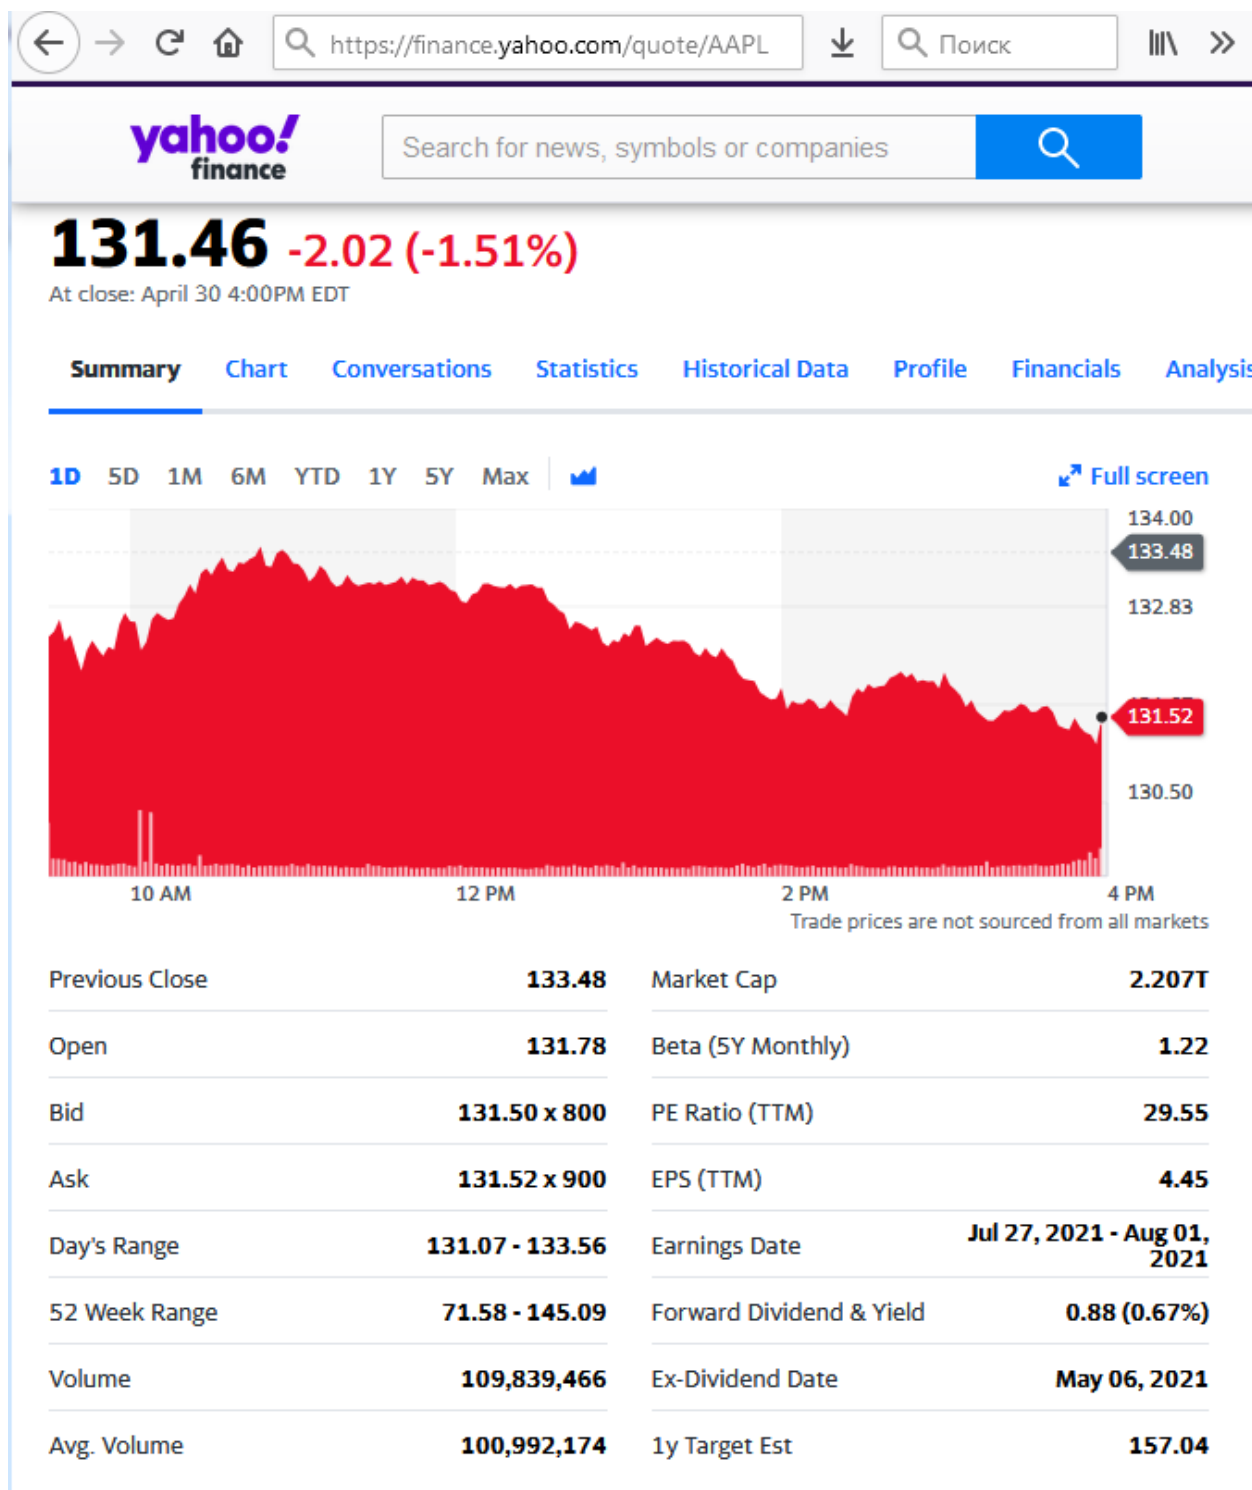 https://finance.yahoo.com/quote/AAPL
Поиск
yahoo!
finance
Search for news, symbols or companies
131.46 -2.02 (-1.51%)
At close: April 30 4:00PM EDT
Summary Chart Conversations Statistics Historical Data Profile Financials Analysis
1D 5D 1M 6M YTD 1Y 5Y Max Full screen
134.00
133.48
132.83
131.52
130.50
10 AM 12 PM 2 PM 4 PM
Trade prices are not sourced from all markets
Previous Close 133.48 Market Cap 2.207T
Open 131.78 Beta (5Y Monthly) 1.22
Bid 131.50 x 800 PE Ratio (TTM) 29.55
Ask 131.52 x 900 EPS (TTM) 4.45
Day's Range 131.07 - 133.56 Earnings Date Jul 27, 2021 - Aug 01,
2021
52 Week Range 71.58 - 145.09 Forward Dividend & Yield 0.88 (0.67%)
Volume 109,839,466 Ex-Dividend Date May 06, 2021
Avg. Volume 100,992,174 1y Target Est 157.04